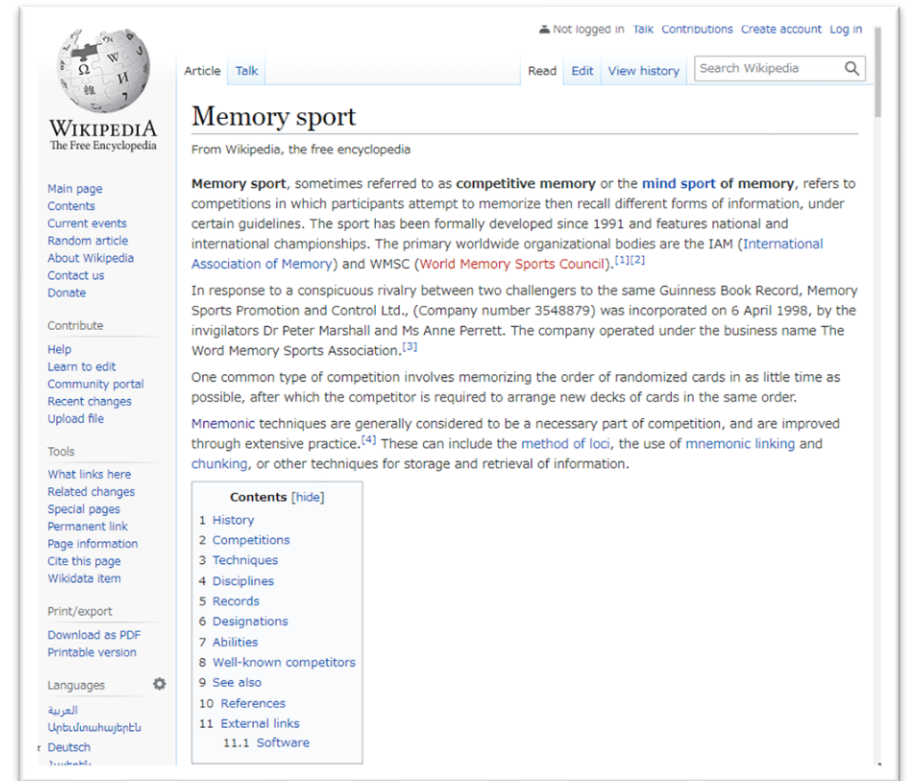 Not logged in Talk Contributions Create account Log in
Article Talk
Read Edit View history Search Wikipedia
WIKIPEDIA
The Free Encyclopedia
Main page
Contents
Current events
Random article
About Wikipedia
Contact us
Donate
Contribute
Help
Learn to edit
Community portal
Recent changes
Upload file
Tools
What links here
Related changes
Special pages
Permanent link
Page information
Cite this page
Wikidata item
Print/export
Download as PDF
Printable version
Languages
العربية
Արեւմտահայերէն
Deutsch
Memory sport
From Wikipedia, the free encyclopedia
Memory sport, sometimes referred to as competitive memory or the mind sport of memory, refers to
competitions in which participants attempt to memorize then recall different forms of information, under
certain guidelines. The sport has been formally developed since 1991 and features national and
international championships. The primary worldwide organizational bodies are the IAM (International
Association of Memory) and WMSC (World Memory Sports Council).[1][2]
In response to a conspicuous rivalry between two challengers to the same Guinness Book Record, Memory
Sports Promotion and Control Ltd., (Company number 3548879) was incorporated on 6 April 1998, by the
invigilators Dr Peter Marshall and Ms Anne Perrett. The company operated under the business name The
Word Memory Sports Association.[3]
One common type of competition involves memorizing the order of randomized cards in as little time as
possible, after which the competitor is required to arrange new decks of cards in the same order.
Mnemonic techniques are generally considered to be a necessary part of competition, and are improved
through extensive practice.[4] These can include the method of loci, the use of mnemonic linking and
chunking, or other techniques for storage and retrieval of information.
Contents [hide]
1 History
2 Competitions
3 Techniques
4 Disciplines
5 Records
6 Designations
7 Abilities
8 Well-known competitors
9 See also
10 References
11 External links
11.1 Software